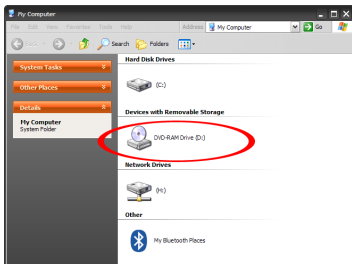 My Computer
File Edit View Favorites Tools Help Address My Computer Go
Back Search Folders
System Tasks
Other Places
Details
My Computer
System Folder
Hard Disk Drives
(C:)
Devices with Removable Storage
DVD-RAM Drive (D:)
Network Drives
(H:)
Other
My Bluetooth Places